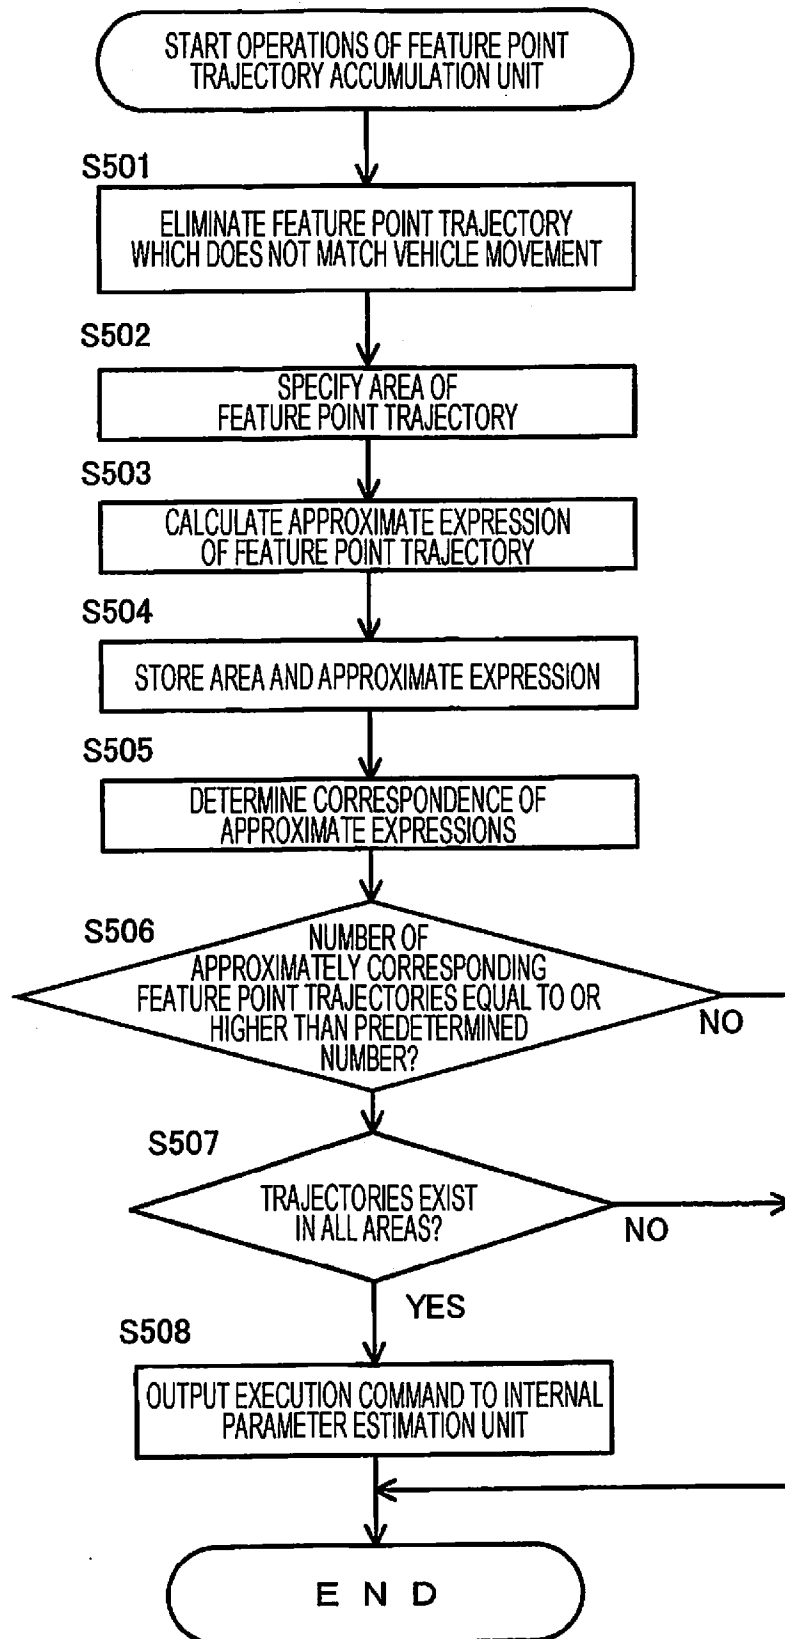 START OPERATIONS OF FEATURE POINT
TRAJECTORY ACCUMULATION UNIT
S501
ELIMINATE FEATURE POINT TRAJECTORY
WHICH DOES NOT MATCH VEHICLE MOVEMENT
S502
SPECIFY AREA OF
FEATURE POINT TRAJECTORY
S503
CALCULATE APPROXIMATE EXPRESSION
OF FEATURE POINT TRAJECTORY
S504
STORE AREA AND APPROXIMATE EXPRESSION
S505
DETERMINE CORRESPONDENCE OF
APPROXIMATE EXPRESSIONS
S506
NUMBER OF
APPROXIMATELY CORRESPONDING
FEATURE POINT TRAJECTORIES EQUAL TO OR
HIGHER THAN PREDETERMINED
NUMBER?
NO
S507
TRAJECTORIES EXIST
IN ALL AREAS?
NO
YES
S508
OUTPUT EXECUTION COMMAND TO INTERNAL
PARAMETER ESTIMATION UNIT
END